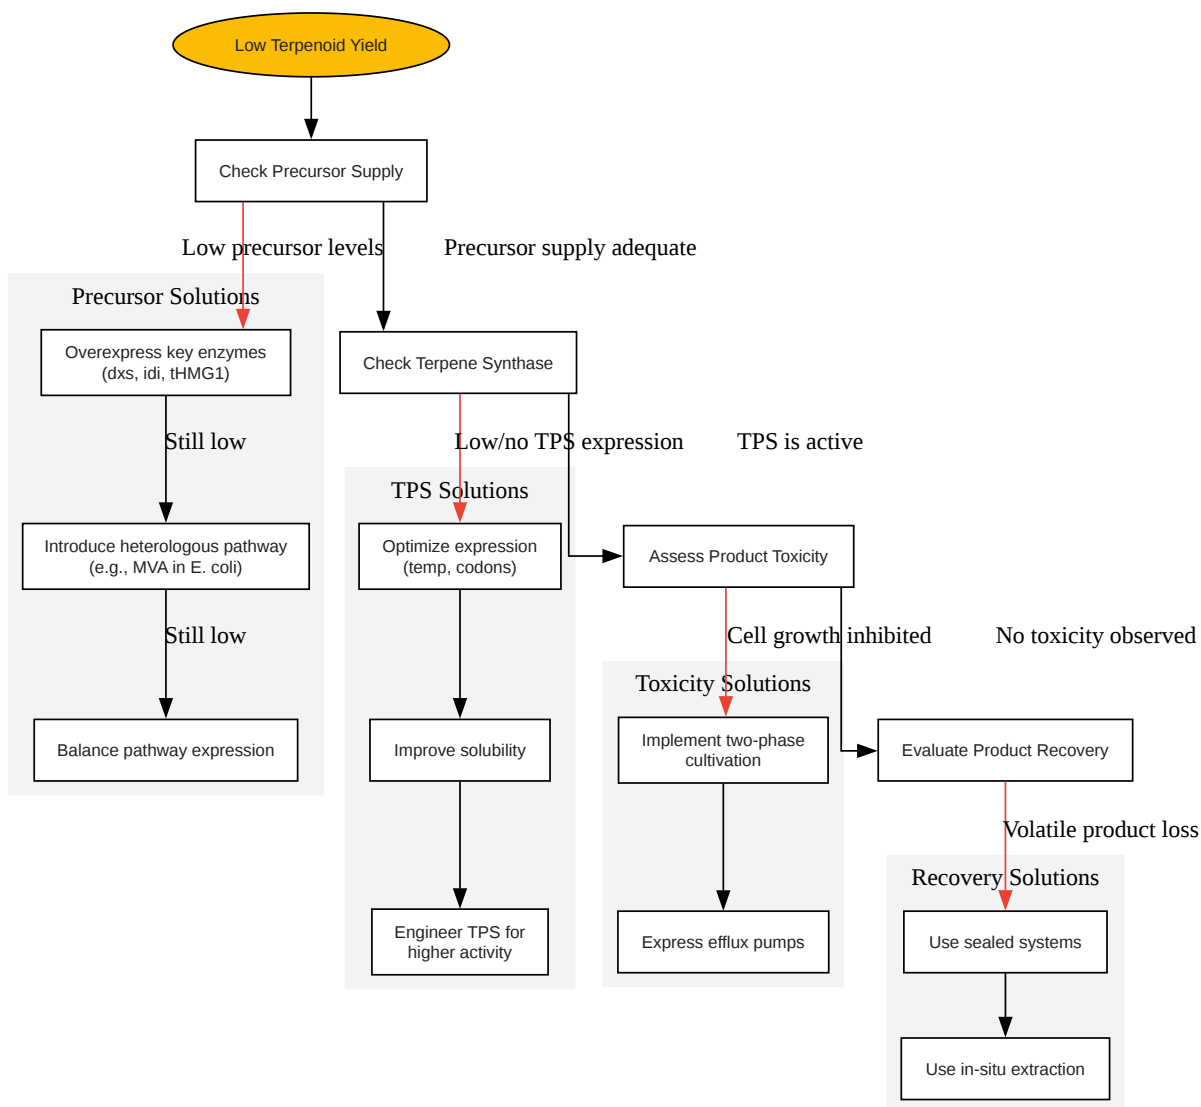 Low Terpenoid Yield
Check Precursor Supply
Low precursor levels
Precursor supply adequate
Precursor Solutions
Overexpress key enzymes
(dxs, idi, tHMG1)
Check Terpene Synthase
Still low
Low/no TPS expression
TPS is active
TPS Solutions
Introduce heterologous pathway
(e.g., MVA in E. coli)
Optimize expression
(temp, codons)
Assess Product Toxicity
Still low
Cell growth inhibited
No toxicity observed
Toxicity Solutions
Balance pathway expression
Improve solubility
Implement two-phase
cultivation
Evaluate Product Recovery
Volatile product loss
Recovery Solutions
Engineer TPS for
higher activity
Express efflux pumps
Use sealed systems
Use in-situ extraction